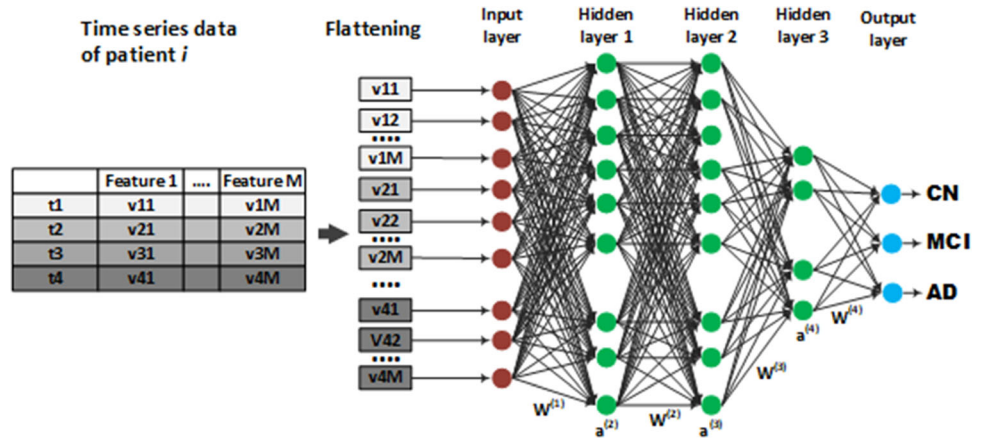 Time series data
of patient i
Flattening
Input
layer
Hidden
layer 1
Hidden
layer 2
Hidden
layer 3
Output
layer
Feature 1 .... Feature M
t1 v11 v1M
t2 v21 v2M
t3 v31 v3M
t4 v41 v4M
v11
v12
....
v1M
v21
v22
....
v2M
....
v41
V42
....
v4M
CN
MCI
AD
W(1)
a(2)
W(2)
a(3)
W(3)
a(4)
W(4)